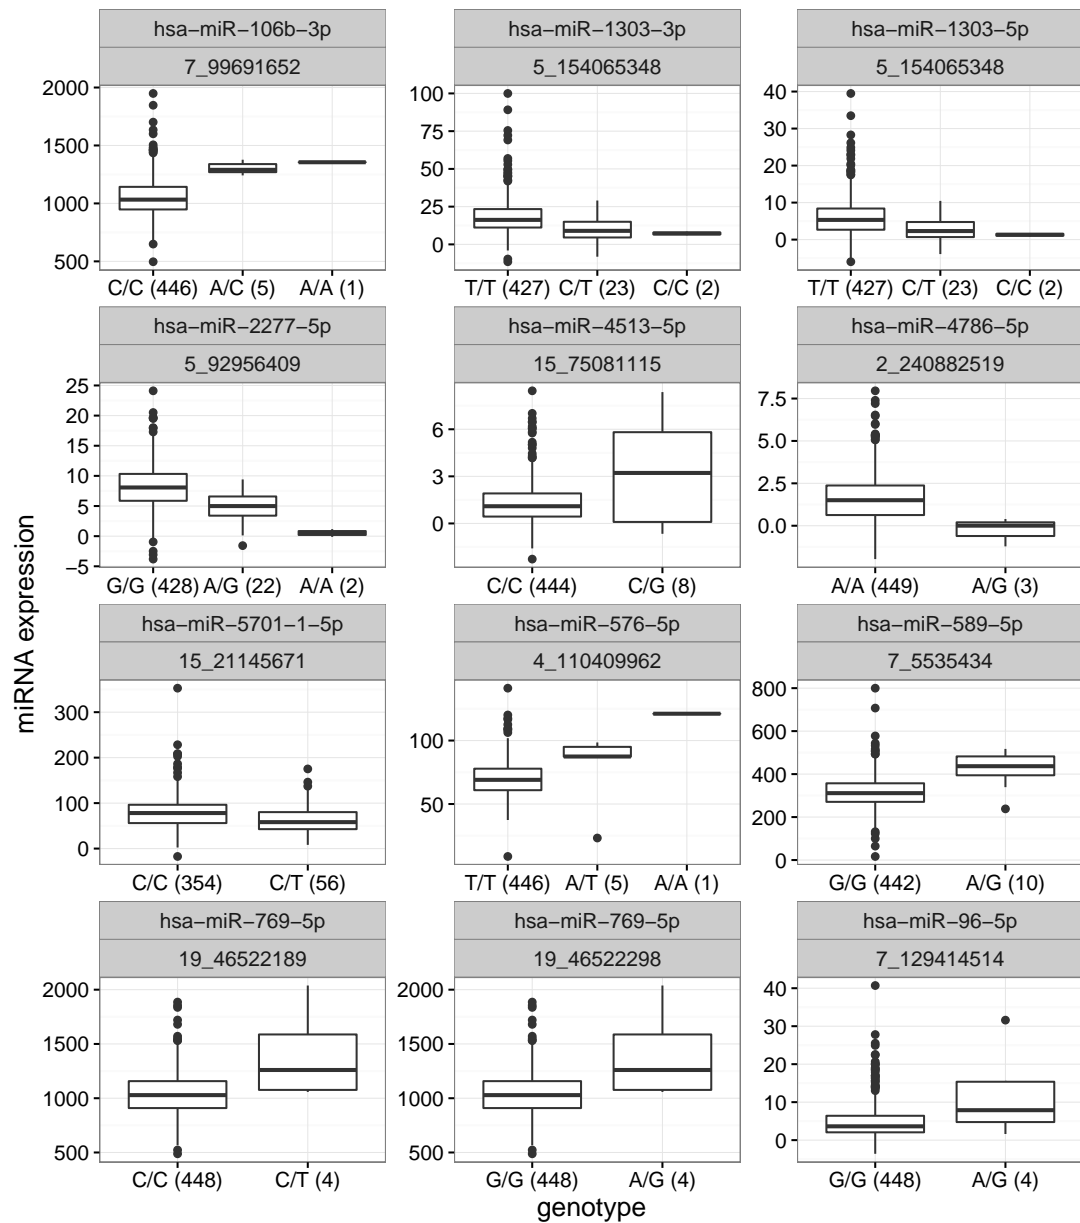 miRNA expression
hsa−miR−106b−3p
7_99691652
2000
1500
1000
500
C/C (446) A/C (5) A/A (1)
hsa−miR−1303−3p
5_154065348
100
75
50
25
0
T/T (427) C/T (23) C/C (2)
hsa−miR−1303−5p
5_154065348
40
30
20
10
0
T/T (427) C/T (23) C/C (2)
hsa−miR−2277−5p
5_92956409
25
20
15
10
5
0
−5
G/G (428) A/G (22) A/A (2)
hsa−miR−4513−5p
15_75081115
6
3
0
C/C (444) C/G (8)
hsa−miR−4786−5p
2_240882519
7.5
5.0
2.5
0.0
A/A (449) A/G (3)
hsa−miR−5701−1−5p
15_21145671
300
200
100
0
C/C (354) C/T (56)
hsa−miR−576−5p
4_110409962
100
50
T/T (446) A/T (5) A/A (1)
hsa−miR−589−5p
7_5535434
800
600
400
200
0
G/G (442) A/G (10)
hsa−miR−769−5p
19_46522189
2000
1500
1000
500
C/C (448) C/T (4)
hsa−miR−769−5p
19_46522298
2000
1500
1000
500
G/G (448) A/G (4)
hsa−miR−96−5p
7_129414514
40
30
20
10
0
G/G (448) A/G (4)
genotype